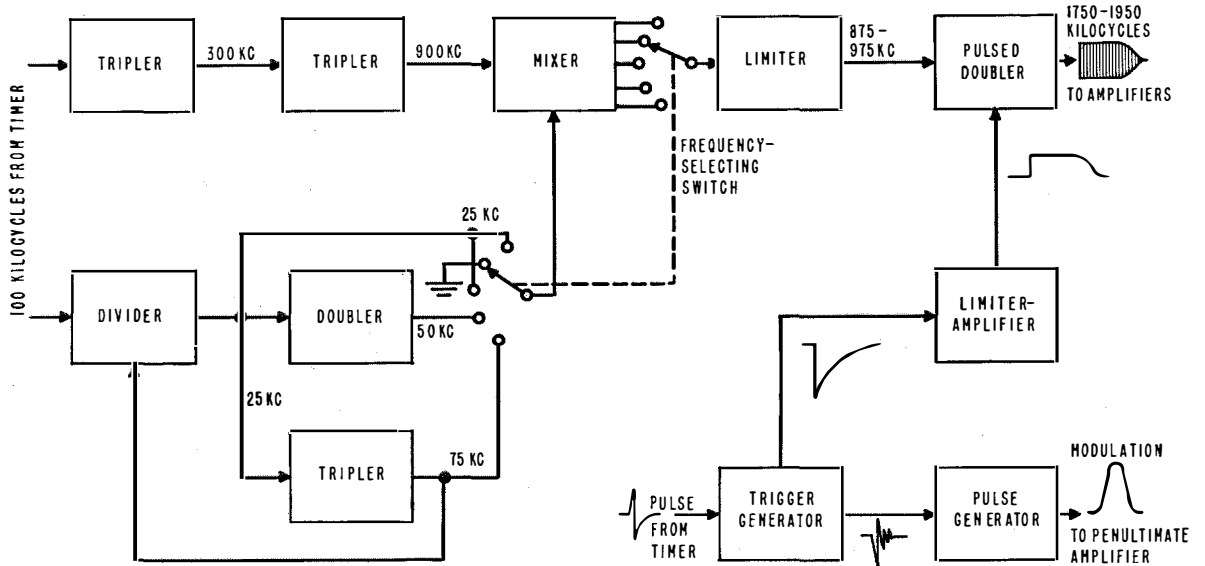 TRIPLER
300 KC
TRIPLER
900 KC
MIXER
LIMITER
875-
975 KC
PULSED
DOUBLER
1750-1950
KILOCYCLES
TO AMPLIFIERS
100 KILOCYCLES FROM TIMER
FREQUENCY-
SELECTING
SWITCH
25 KC
DIVIDER
DOUBLER
50 KC
LIMITER-
AMPLIFIER
25 KC
TRIPLER
75 KC
PULSE
FROM
TIMER
TRIGGER
GENERATOR
PULSE
GENERATOR
MODULATION
TO PENULTIMATE
AMPLIFIER